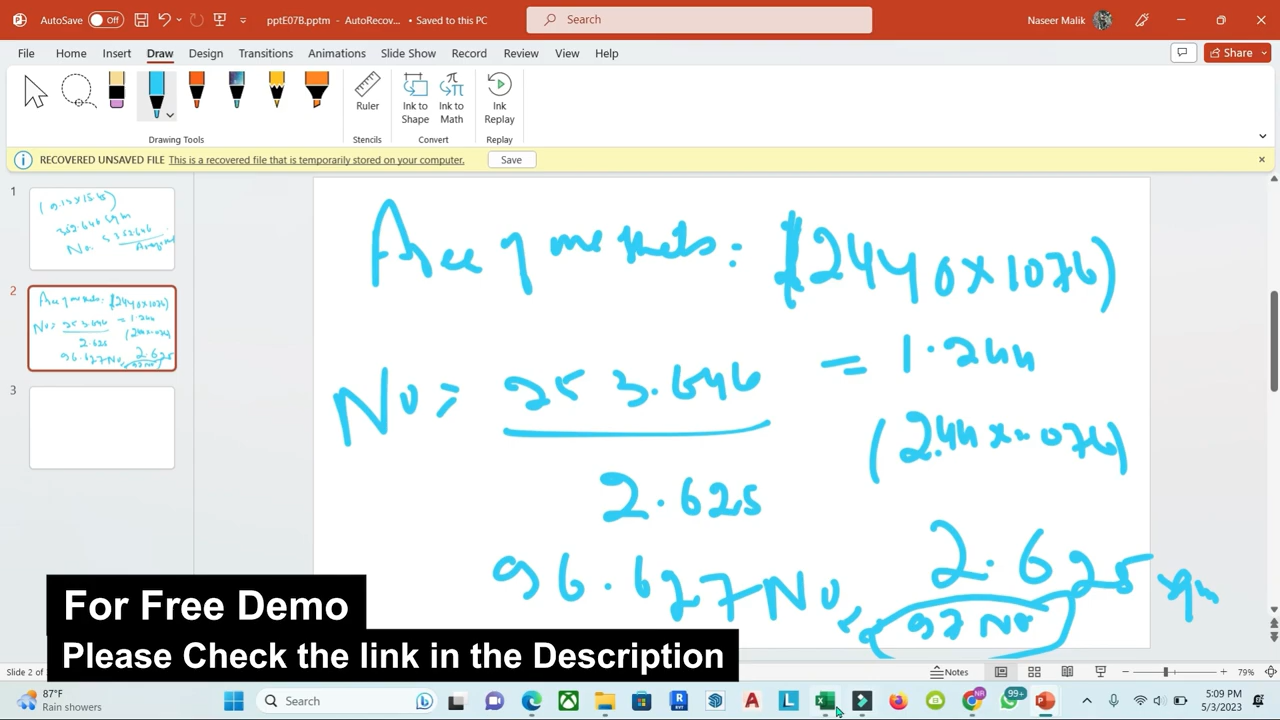 AutoSave Off pptE07B.pptm - AutoRecov... • Saved to this PC Search Naseer Malik
File Home Insert Draw Design Transitions Animations Slide Show Record Review View Help Share
Ruler Ink to Shape Ink to Math Ink Replay
Drawing Tools Stencils Convert Replay
RECOVERED UNSAVED FILE This is a recovered file that is temporarily stored on your computer. Save
1
2
3
(2440×1076)
No= 253.646
2.625
= 1.244
96.627 No
2.625 sqm
97 No
For Free Demo
Please Check the link in the Description
Slide 2 of Notes 79%
87°F
Rain showers
Search
99+
5:09 PM
5/3/2023